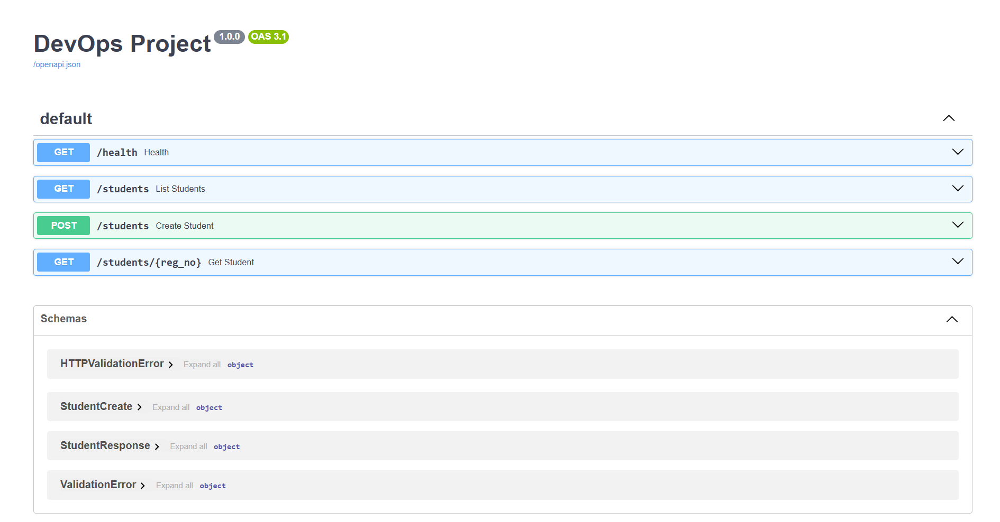 DevOps Project 1.0.0 OAS 3.1
/openapi.json
default
GET /health Health
GET /students List Students
POST /students Create Student
GET /students/{reg_no} Get Student
Schemas
HTTPValidationError Expand all object
StudentCreate Expand all object
StudentResponse Expand all object
ValidationError Expand all object